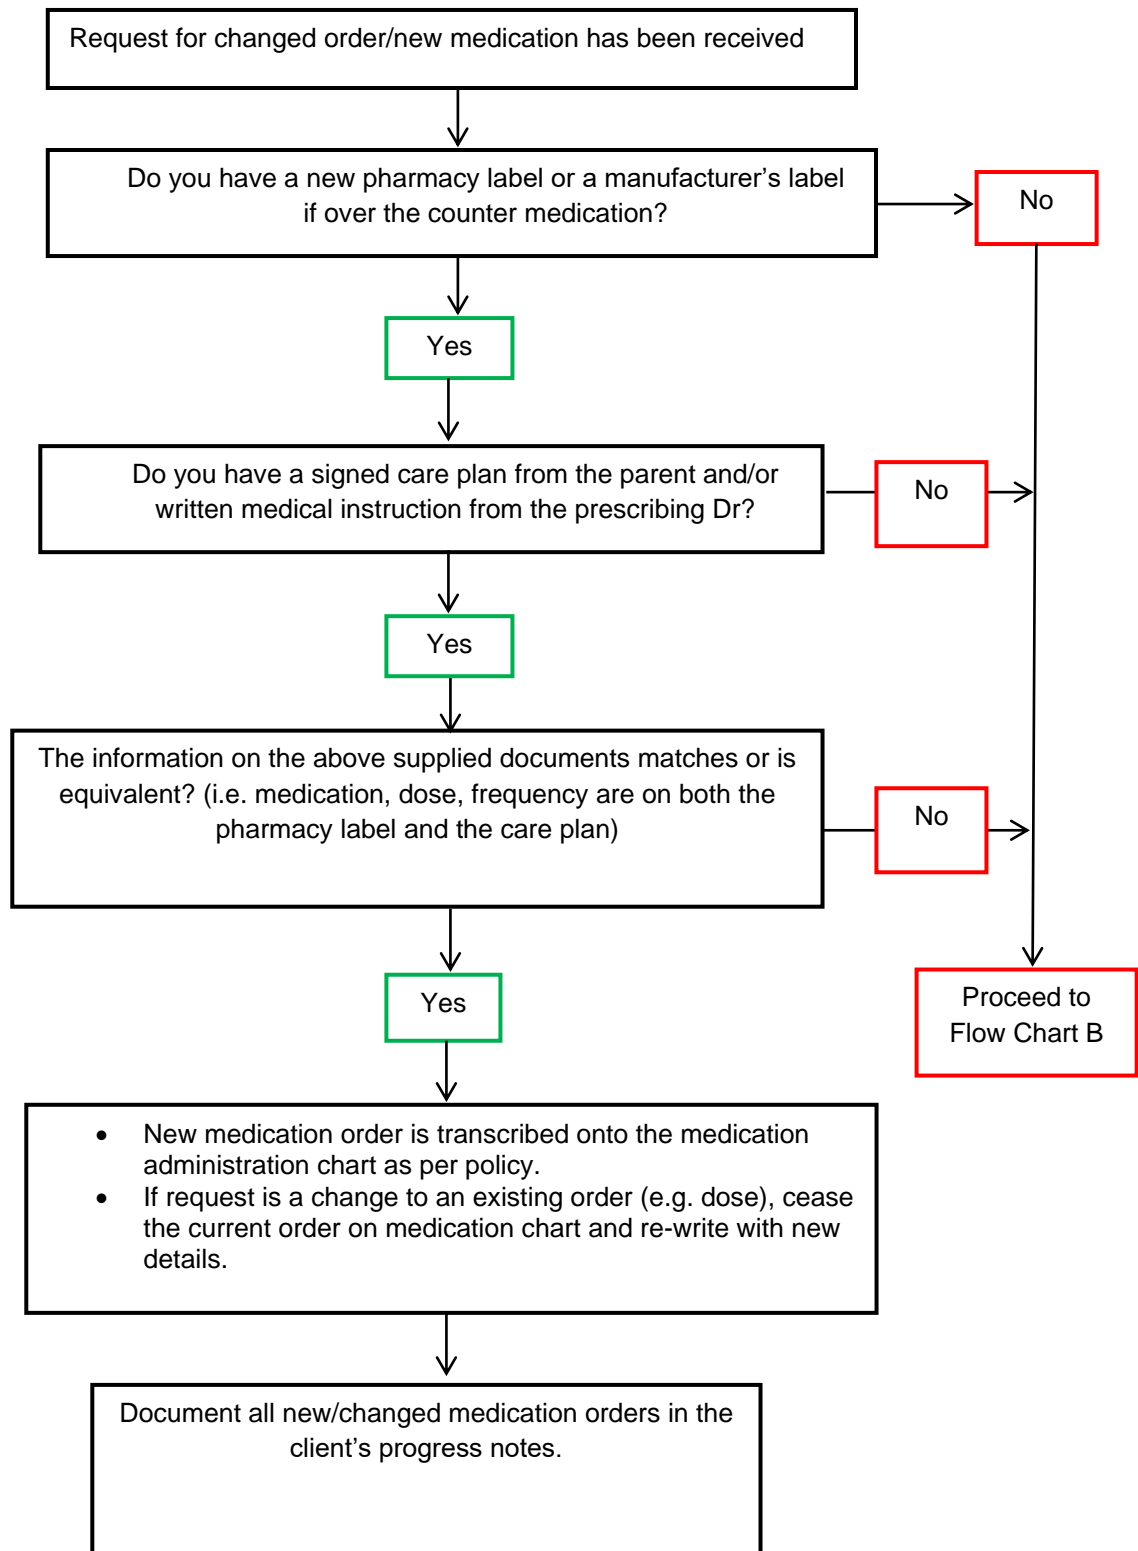 Request for changed order/new medication has been received
Do you have a new pharmacy label or a manufacturer’s label
if over the counter medication?
No
Yes
Do you have a signed care plan from the parent and/or
written medical instruction from the prescribing Dr?
No
Yes
The information on the above supplied documents matches or is
equivalent? (i.e. medication, dose, frequency are on both the
pharmacy label and the care plan)
No
Yes
Proceed to
Flow Chart B
• New medication order is transcribed onto the medication
administration chart as per policy.
• If request is a change to an existing order (e.g. dose), cease
the current order on medication chart and re-write with new
details.
Document all new/changed medication orders in the
client’s progress notes.